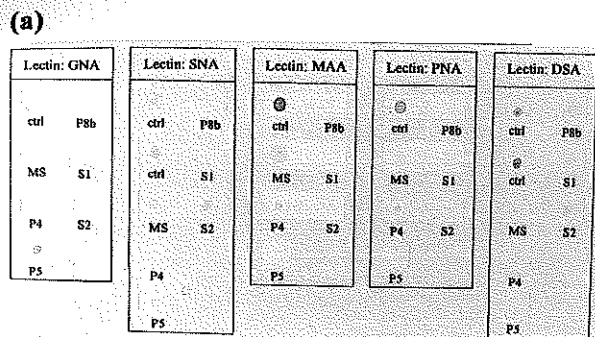 (a)
Lectin: GNA
ctrl P8b
MS S1
P4 S2
P5
Lectin: SNA
ctrl P8b
ctrl S1
MS S2
P4
P5
Lectin: MAA
ctrl P8b
MS S1
P4 S2
P5
Lectin: PNA
ctrl P8b
MS S1
P4 S2
P5
Lectin: DSA
ctrl P8b
ctrl S1
MS S2
P4
P5